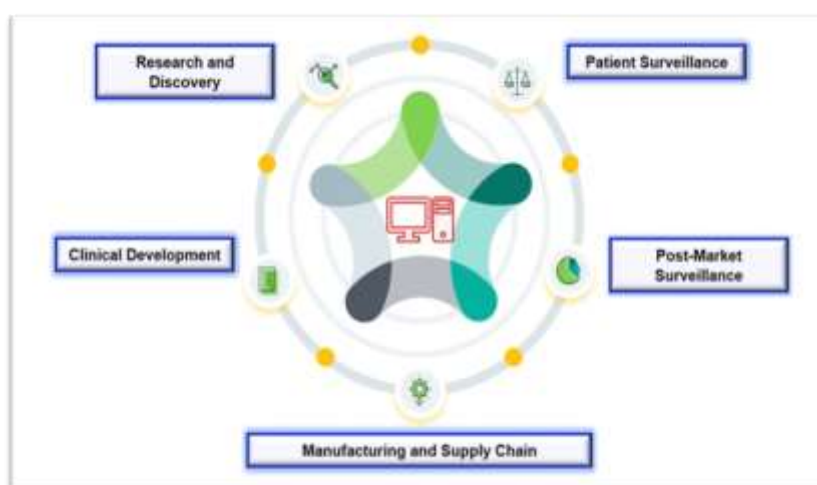 Research and
Discovery
Patient Surveillance
Clinical Development
Post-Market
Surveillance
Manufacturing and Supply Chain